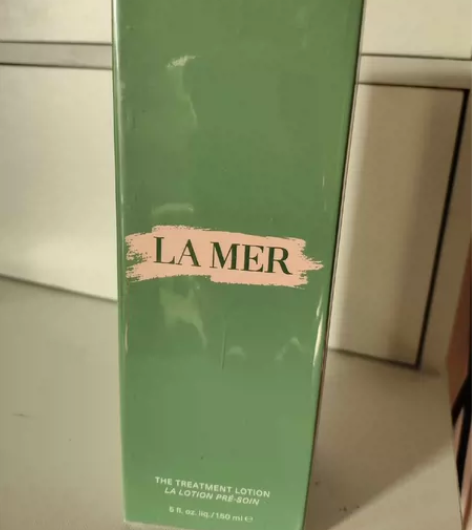 LA MER
THE TREATMENT LOTION
LA LOTION PRÉ-SOIN
5 fl. oz. liq./150 ml ℮